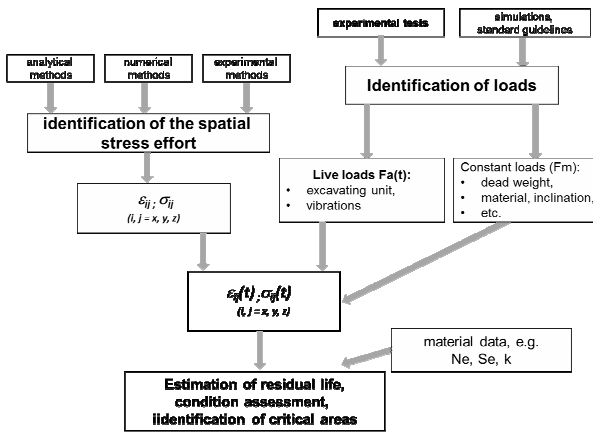 experimental tests
simulations,
standard guidelines
analytical
methods
numerical
methods
experimental
methods
Identification of loads
identification of the spatial
stress effort
Live loads Fa(t):
• excavating unit,
• vibrations
Constant loads (Fm):
• dead weight,
• material, inclination,
• etc.
εij ; σij
(i, j = x, y, z)
εij(t) ; σij(t)
(i, j = x, y, z)
material data, e.g.
Ne, Se, k
Estimation of residual life,
condition assessment,
iidentification of critical areas